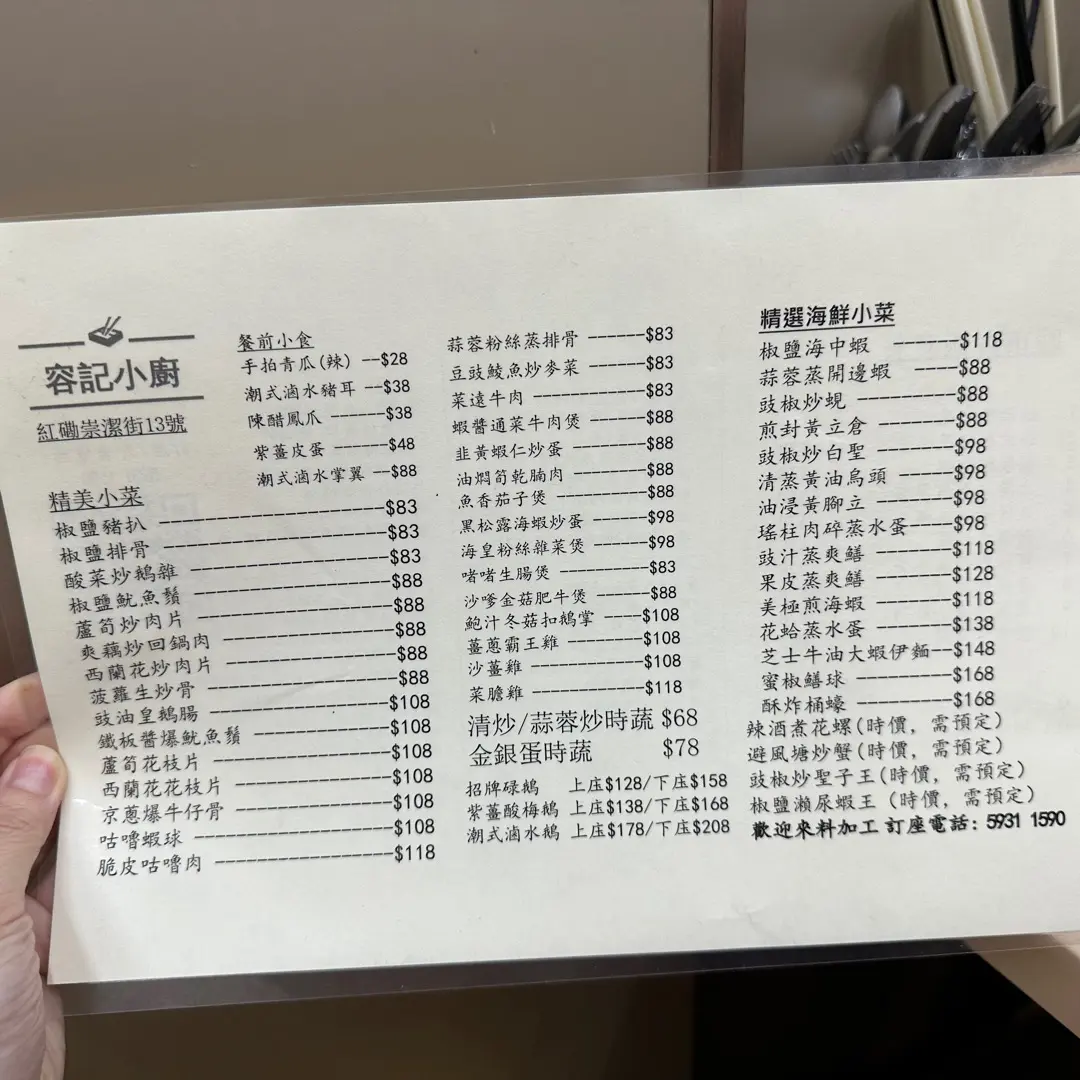 容記小廚
紅磡崇潔街13號
餐前小食
手拍青瓜(辣) --$28
潮式滷水豬耳 --$38
陳醋鳳爪 ------$38
紫薑皮蛋 ------$48
潮式滷水掌翼 --$88
精美小菜
椒鹽豬扒 ------------------$83
椒鹽排骨 ------------------$83
酸菜炒鵝雜 ----------------$83
椒鹽魷魚鬚 ----------------$88
蘆筍炒肉片 ----------------$88
爽藕炒回鍋肉 --------------$88
西蘭花炒肉片 --------------$88
菠蘿生炒骨 ----------------$88
豉油皇鵝腸 ----------------$108
鐵板醬爆魷魚鬚 ------------$108
蘆筍花枝片 ----------------$108
西蘭花花枝片 --------------$108
京蔥爆牛仔骨 --------------$108
咕嚕蝦球 ------------------$108
脆皮咕嚕肉 ----------------$118
蒜蓉粉絲蒸排骨 ------$83
豆豉鯪魚炒麥菜 ------$83
菜遠牛肉 ------------$83
蝦醬通菜牛肉煲 ------$88
韭黃蝦仁炒蛋 --------$88
油燜筍乾腩肉 --------$88
魚香茄子煲 ----------$88
黑松露海蝦炒蛋 ------$98
海皇粉絲雜菜煲 ------$98
啫啫生腸煲 ----------$83
沙嗲金菇肥牛煲 ------$88
鮑汁冬菇扣鵝掌 ----$108
薑蔥霸王雞 --------$108
沙薑雞 ------------$108
菜膽雞 ------------$118
清炒/蒜蓉炒時蔬 $68
金銀蛋時蔬 $78
招牌碌鵝 上庄$128/下庄$158
紫薑酸梅鵝 上庄$138/下庄$168
潮式滷水鵝 上庄$178/下庄$208
精選海鮮小菜
椒鹽海中蝦 ------$118
蒜蓉蒸開邊蝦 ----$88
豉椒炒蜆 ----------$88
煎封黃立倉 --------$88
豉椒炒白聖 --------$98
清蒸黃油烏頭 ------$98
油浸黃腳立 --------$98
瑤柱肉碎蒸水蛋----$98
豉汁蒸爽鱔 -------$118
果皮蒸爽鱔 -------$128
美極煎海蝦 -------$118
花蛤蒸水蛋 --------$138
芝士牛油大蝦伊麵--$148
蜜椒鱔球 ----------$168
酥炸桶蠔 ----------$168
辣酒煮花螺(時價, 需預定)
避風塘炒蟹(時價, 需預定)
豉椒炒聖子王(時價, 需預定)
椒鹽瀨尿蝦王 (時價, 需預定)
歡迎來料加工 訂座電話: 5931 1590